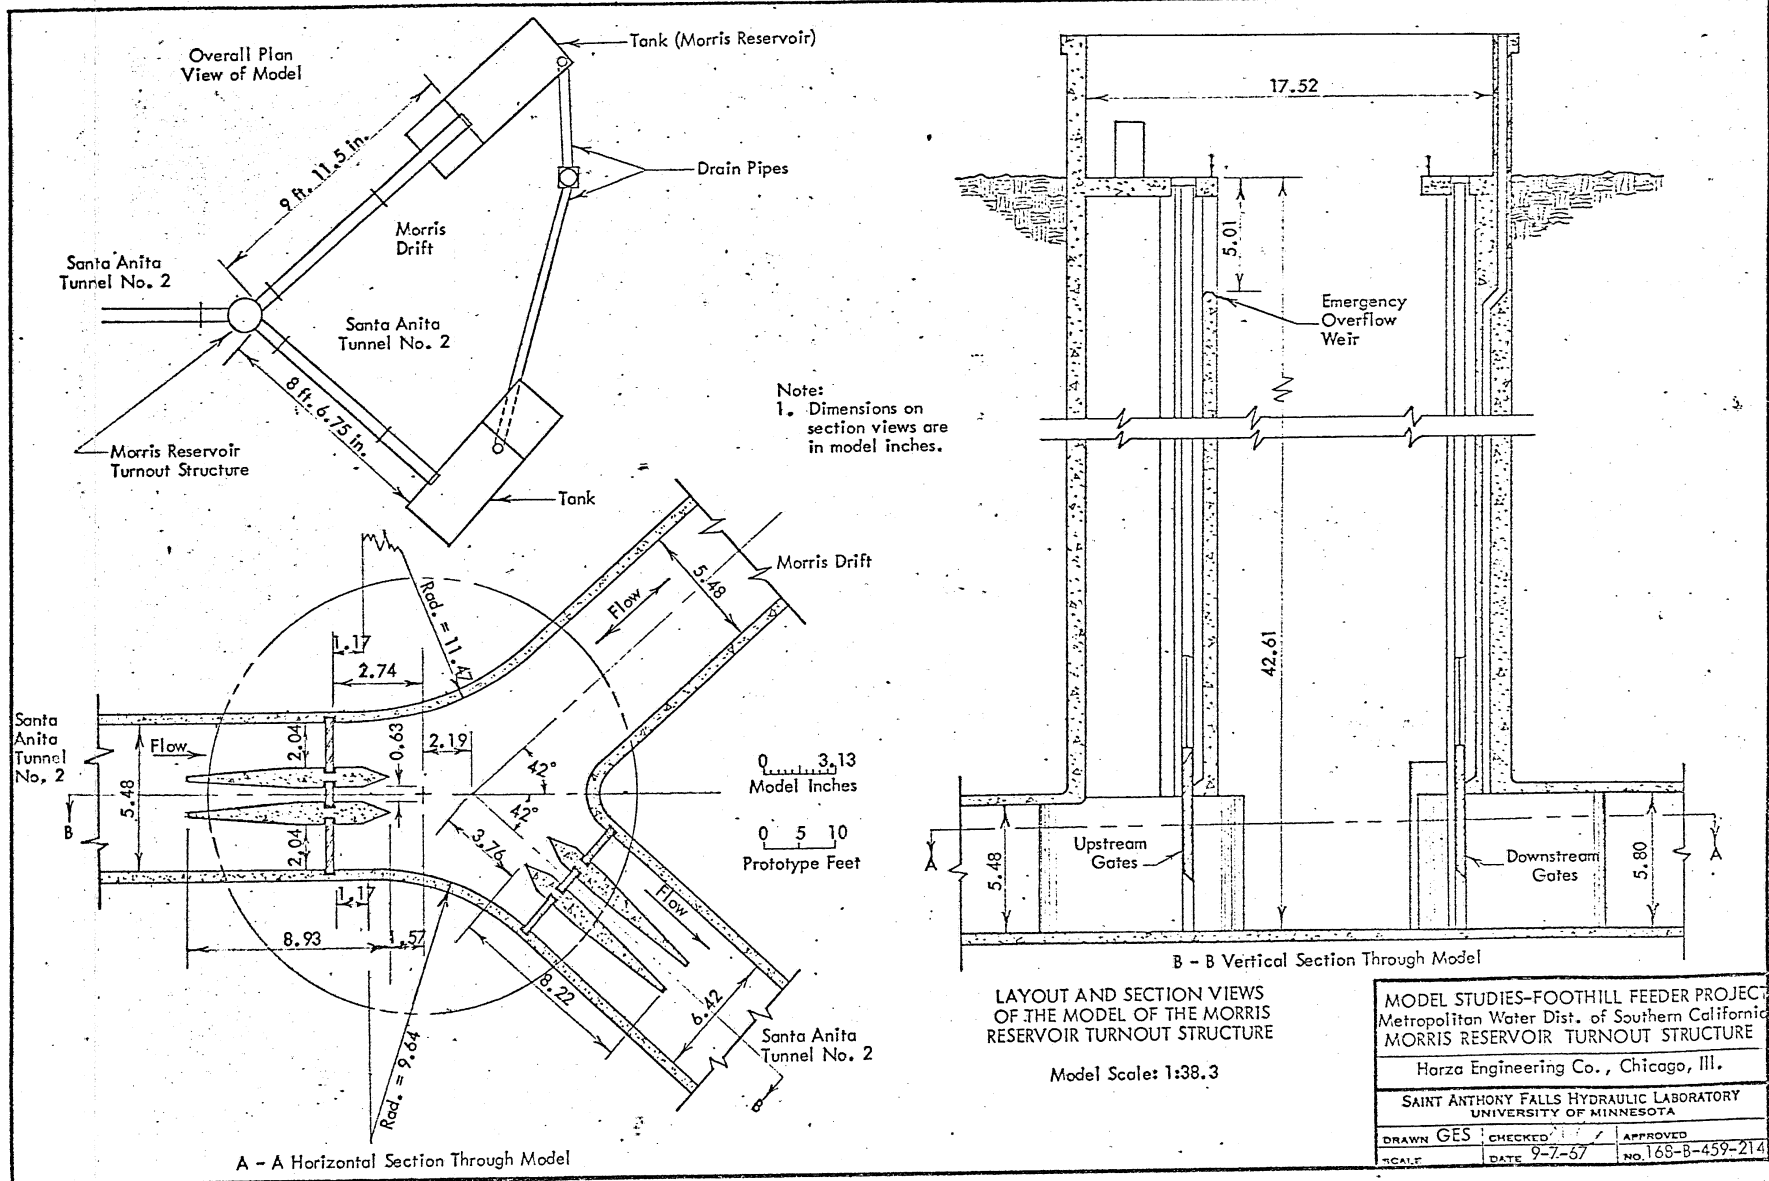 Overall Plan
View of Model
Tank (Morris Reservoir)
9 ft. 11.5 in.
Drain Pipes
Morris
Drift
Santa Anita
Tunnel No. 2
Santa Anita
Tunnel No. 2
8 ft. 6.75 in.
Morris Reservoir
Turnout Structure
Tank
Note:
1. Dimensions on
section views are
in model inches.
17.52
5.01
Emergency
Overflow
Weir
42.61
Upstream
Gates
Downstream
Gates
A
A
5.48
5.80
B - B Vertical Section Through Model
Morris Drift
5.48
Flow
Rad. = 11.47
1.17
2.74
Santa
Anita
Tunnel
No. 2
Flow
2.04
0.63
2.19
5.48
42°
42°
B
2.04
3.76
1.17
8.93
1.57
Flow
8.22
6.42
Rad. = 9.64
Santa Anita
Tunnel No. 2
B
0 3.13
Model Inches
0 5 10
Prototype Feet
A - A Horizontal Section Through Model
LAYOUT AND SECTION VIEWS
OF THE MODEL OF THE MORRIS
RESERVOIR TURNOUT STRUCTURE
Model Scale: 1:38.3
MODEL STUDIES-FOOTHILL FEEDER PROJECT
Metropolitan Water Dist. of Southern California
MORRIS RESERVOIR TURNOUT STRUCTURE
Harza Engineering Co., Chicago, Ill.
SAINT ANTHONY FALLS HYDRAULIC LABORATORY
UNIVERSITY OF MINNESOTA
DRAWN GES CHECKED APPROVED
SCALE DATE 9-7-67 NO. 168-B-459-214